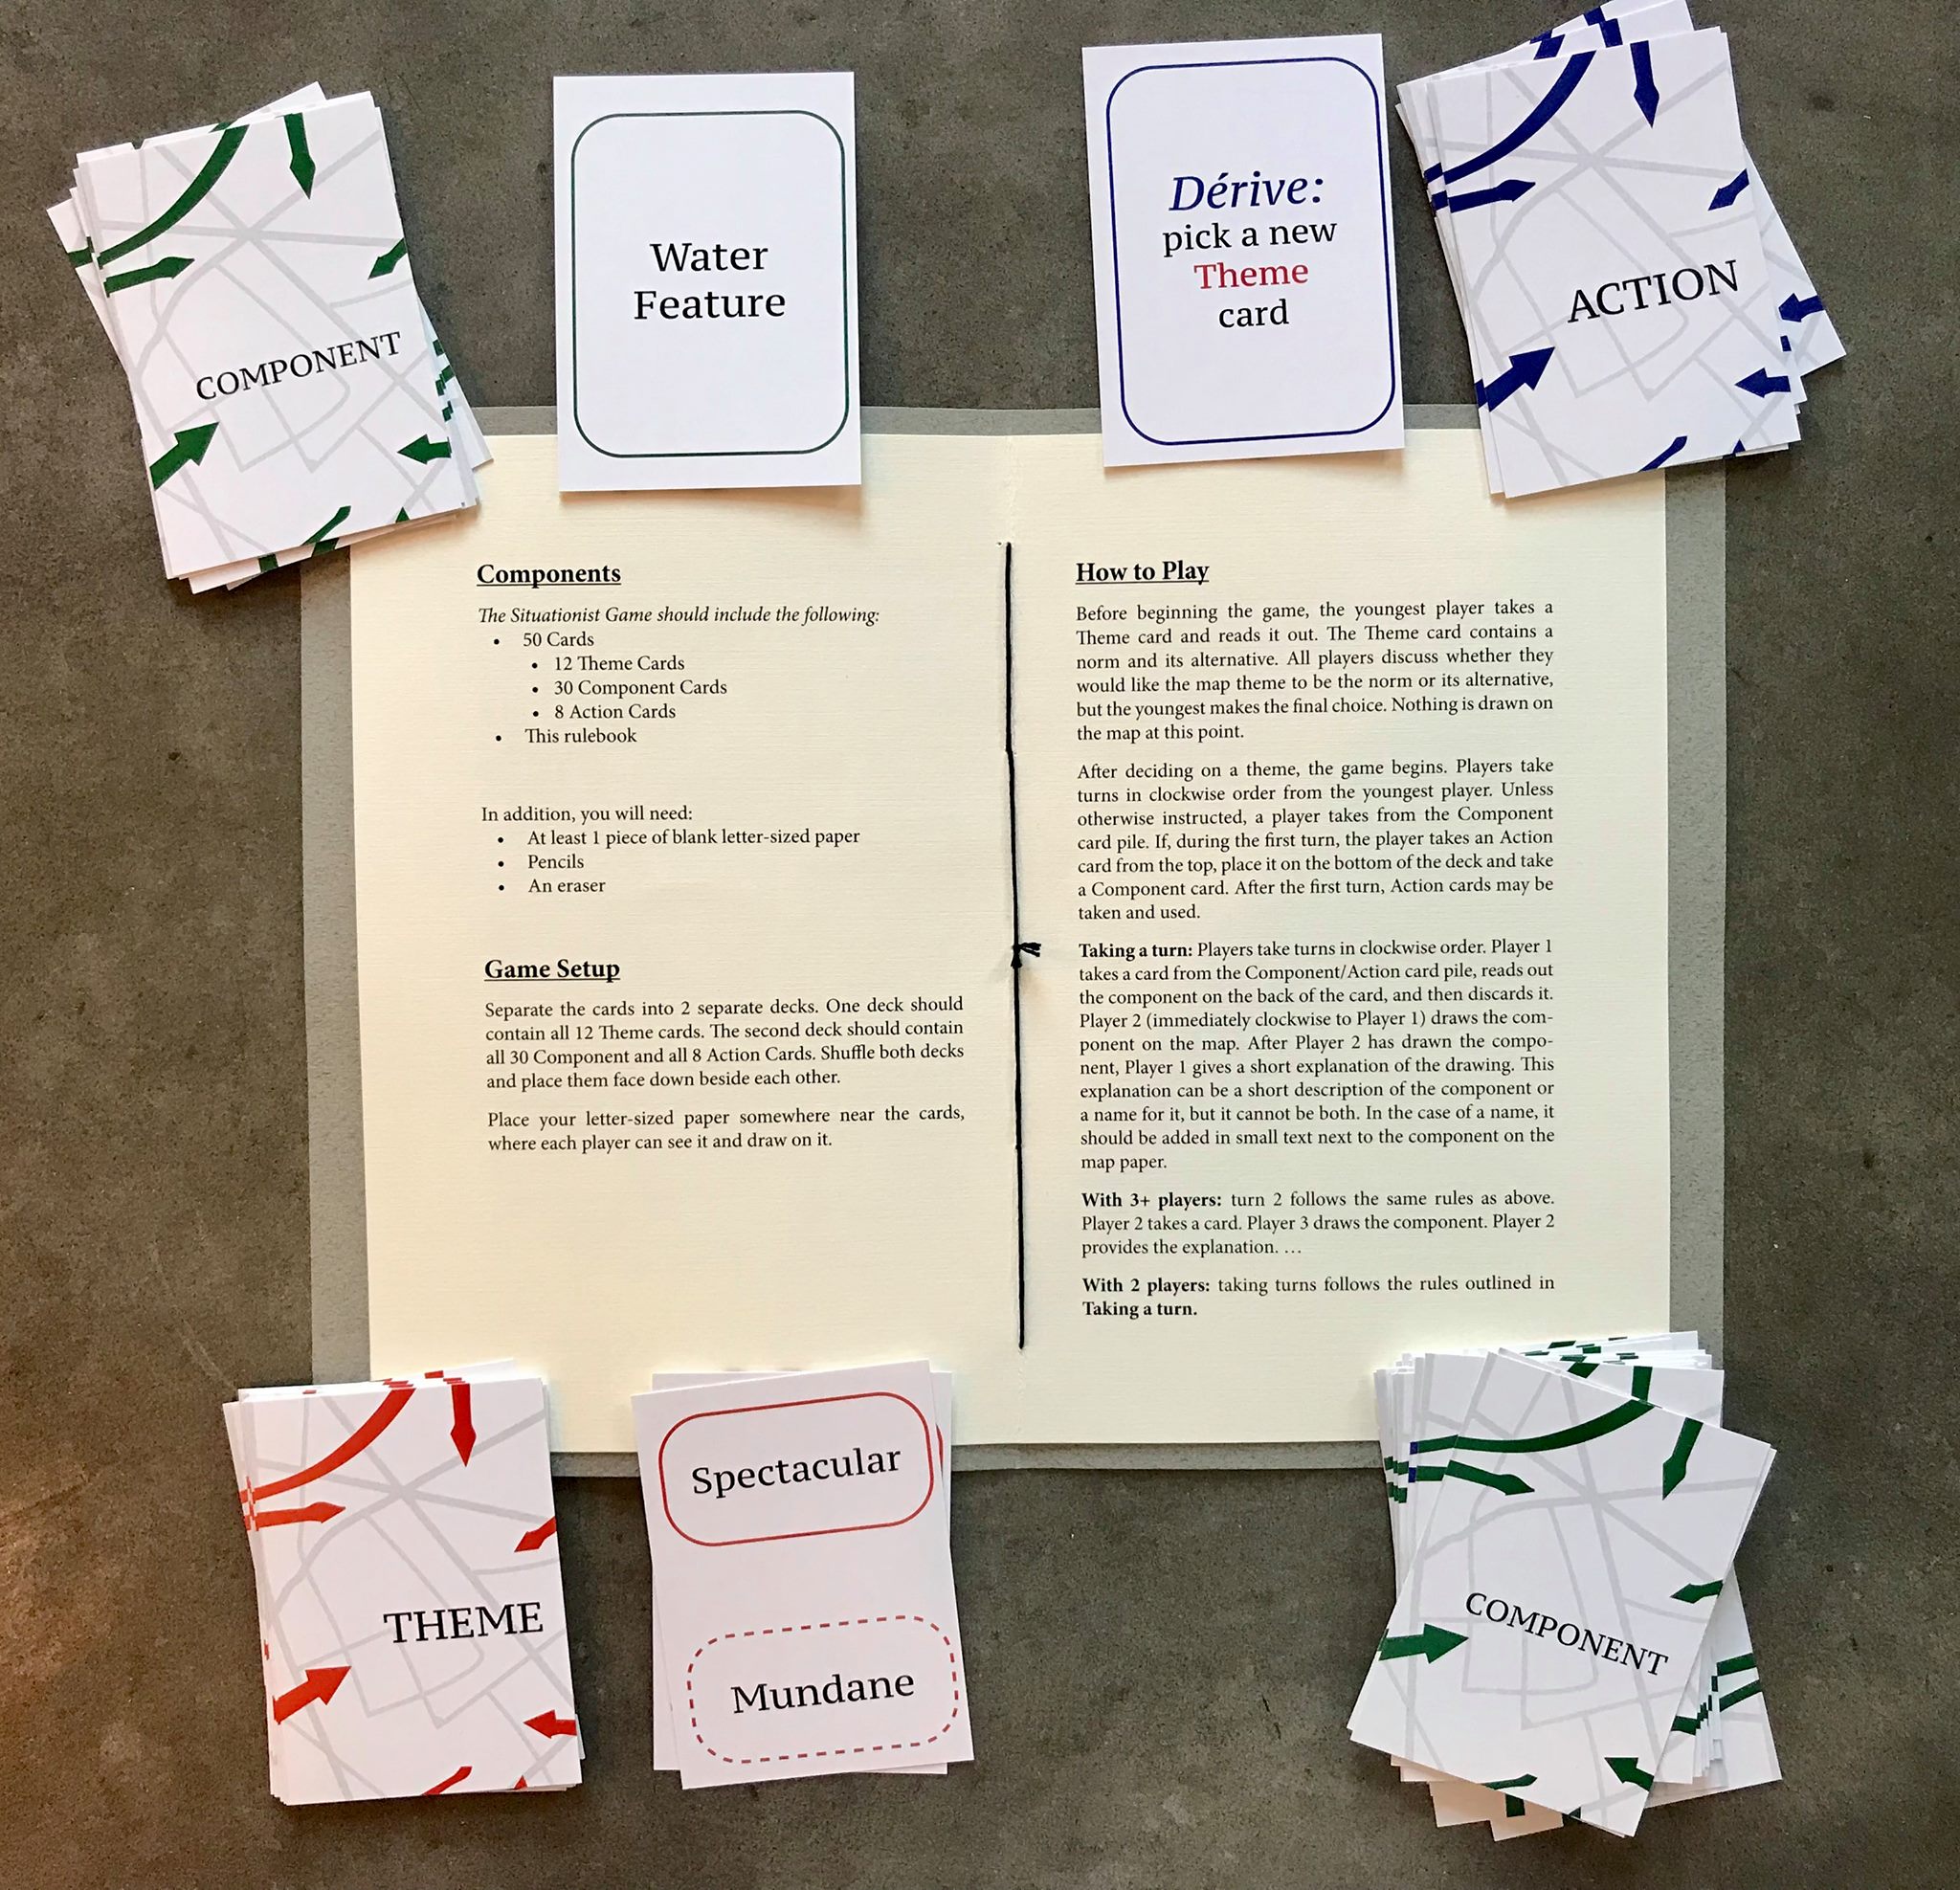 COMPONENT
Water
Feature
Dérive:
pick a new
Theme
card
ACTION
Components
The Situationist Game should include the following:
• 50 Cards
• 12 Theme Cards
• 30 Component Cards
• 8 Action Cards
• This rulebook
In addition, you will need:
• At least 1 piece of blank letter-sized paper
• Pencils
• An eraser
Game Setup
Separate the cards into 2 separate decks. One deck should
contain all 12 Theme cards. The second deck should contain
all 30 Component and all 8 Action Cards. Shuffle both decks
and place them face down beside each other.
Place your letter-sized paper somewhere near the cards,
where each player can see it and draw on it.
How to Play
Before beginning the game, the youngest player takes a
Theme card and reads it out. The Theme card contains a
norm and its alternative. All players discuss whether they
would like the map theme to be the norm or its alternative,
but the youngest makes the final choice. Nothing is drawn on
the map at this point.
After deciding on a theme, the game begins. Players take
turns in clockwise order from the youngest player. Unless
otherwise instructed, a player takes from the Component
card pile. If, during the first turn, the player takes an Action
card from the top, place it on the bottom of the deck and take
a Component card. After the first turn, Action cards may be
taken and used.
Taking a turn: Players take turns in clockwise order. Player 1
takes a card from the Component/Action card pile, reads out
the component on the back of the card, and then discards it.
Player 2 (immediately clockwise to Player 1) draws the com-
ponent on the map. After Player 2 has drawn the compo-
nent, Player 1 gives a short explanation of the drawing. This
explanation can be a short description of the component or
a name for it, but it cannot be both. In the case of a name, it
should be added in small text next to the component on the
map paper.
With 3+ players: turn 2 follows the same rules as above.
Player 2 takes a card. Player 3 draws the component. Player 2
provides the explanation. …
With 2 players: taking turns follows the rules outlined in
Taking a turn.
THEME
Spectacular
Mundane
COMPONENT